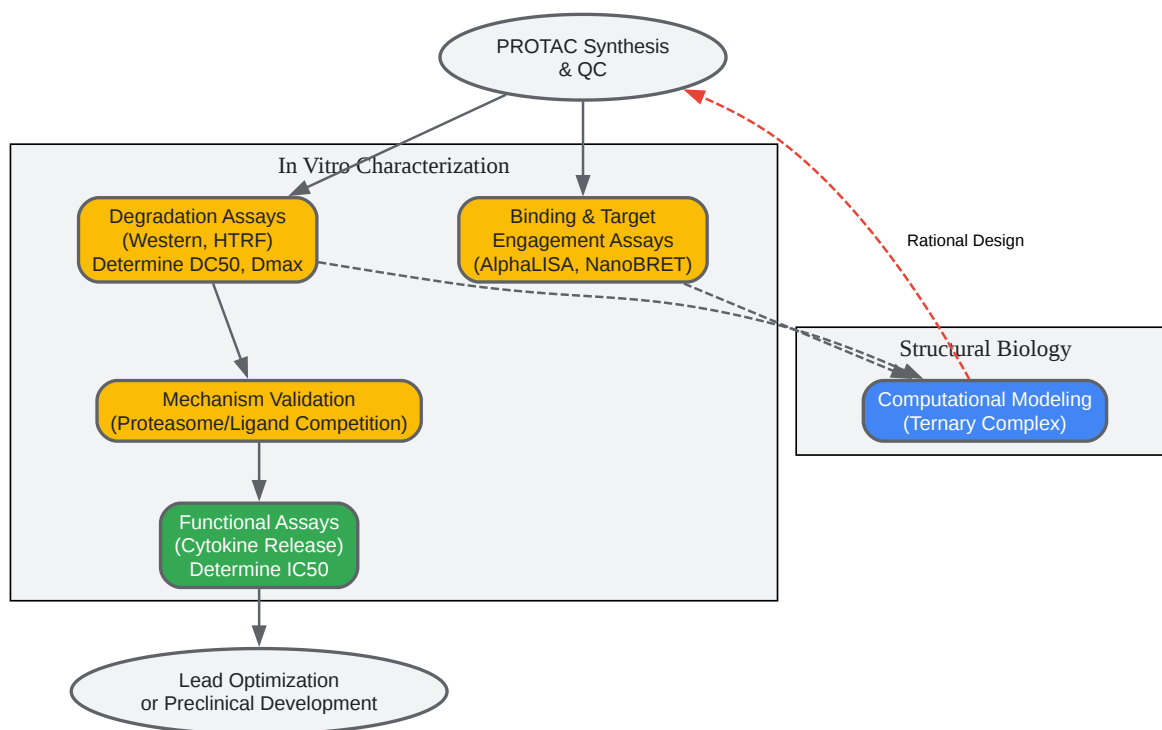 PROTAC Synthesis
& QC
In Vitro Characterization
Degradation Assays
(Western, HTRF)
Determine DC50, Dmax
Binding & Target
Engagement Assays
(AlphaLISA, NanoBRET)
Rational Design
Structural Biology
Computational Modeling
(Ternary Complex)
Mechanism Validation
(Proteasome/Ligand Competition)
Functional Assays
(Cytokine Release)
Determine IC50
Lead Optimization
or Preclinical Development